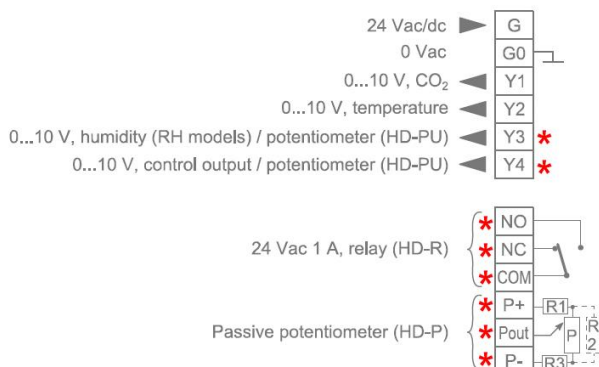 24 Vac/dc G
0 Vac G0
0...10 V, CO₂ Y1
0...10 V, temperature Y2
0...10 V, humidity (RH models) / potentiometer (HD-PU) Y3 *
0...10 V, control output / potentiometer (HD-PU) Y4 *
* NO
24 Vac 1 A, relay (HD-R) * NC
* COM
* P+ R1
Passive potentiometer (HD-P) * Pout P R2
* P- R3